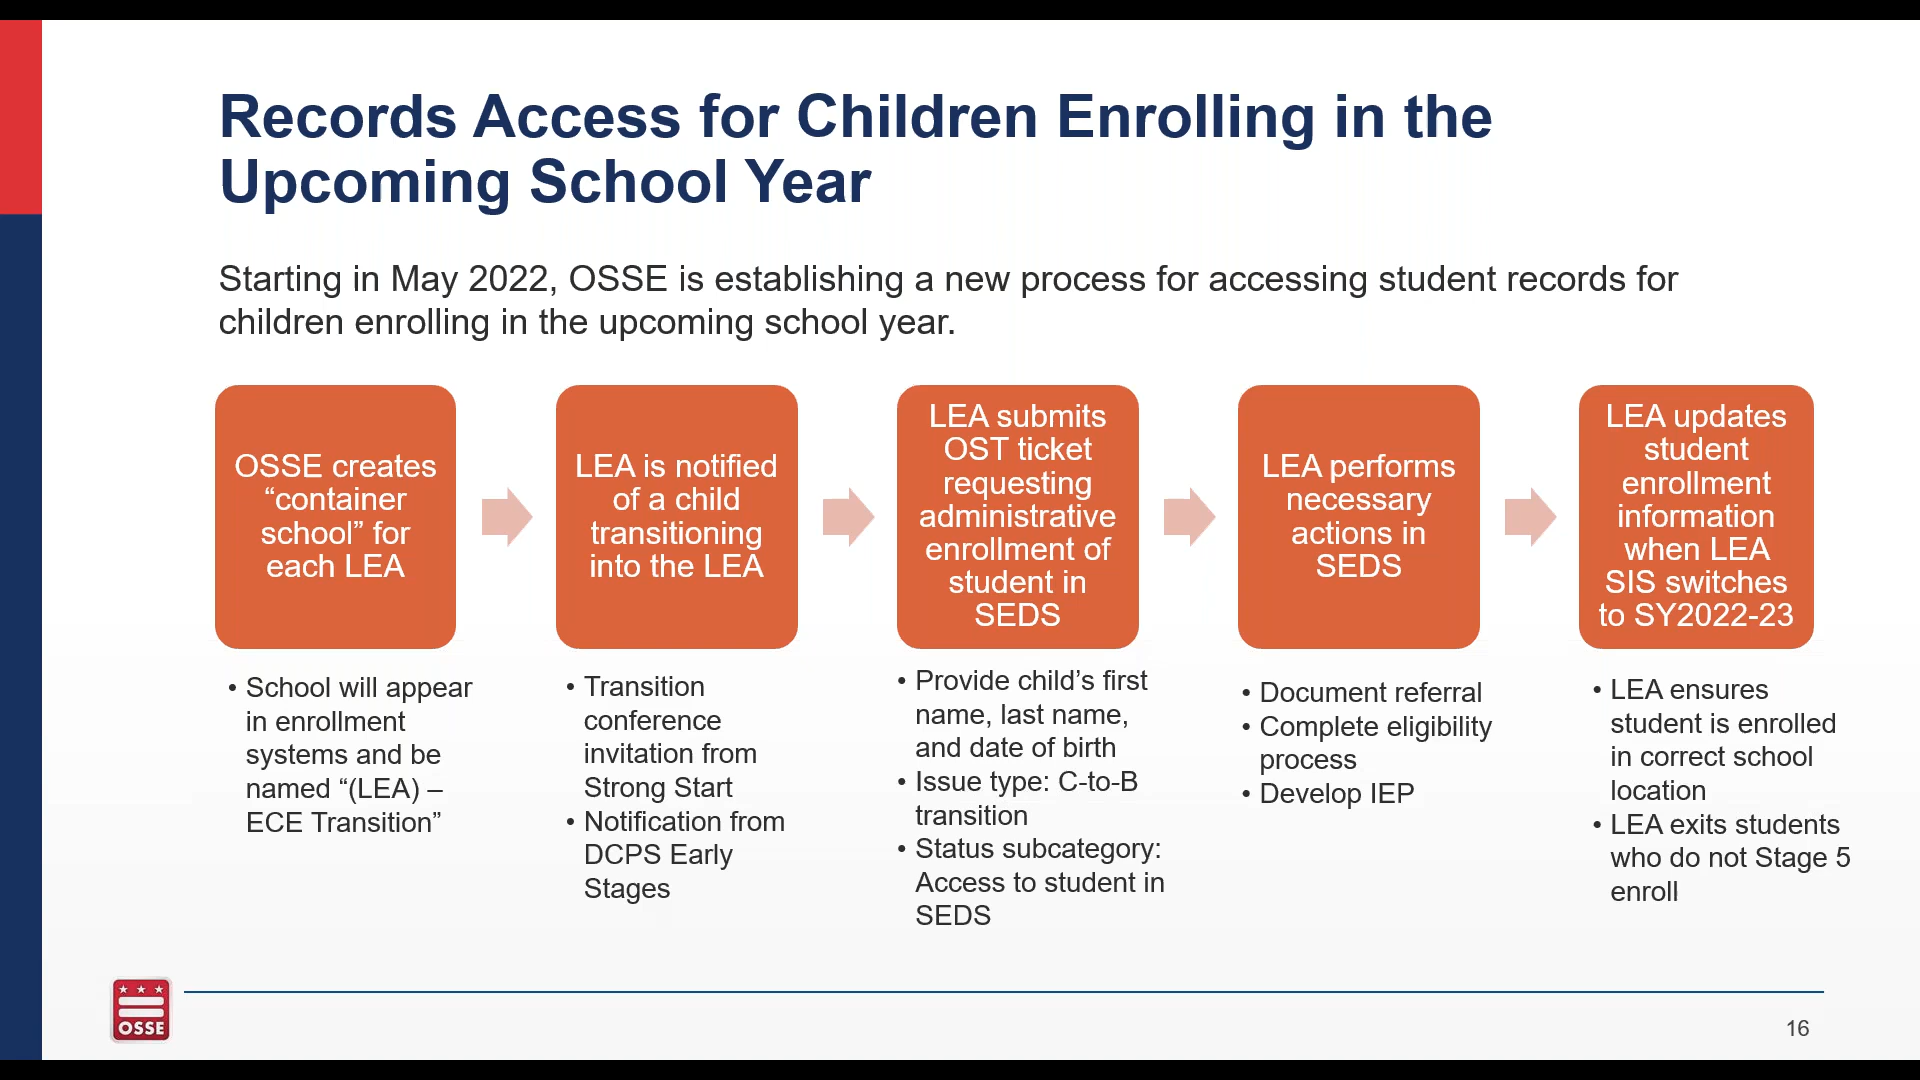 Records Access for Children Enrolling in the
Upcoming School Year
Starting in May 2022, OSSE is establishing a new process for accessing student records for
children enrolling in the upcoming school year.
OSSE creates
“container
school” for
each LEA
• School will appear
in enrollment
systems and be
named “(LEA) –
ECE Transition”
LEA is notified
of a child
transitioning
into the LEA
• Transition
conference
invitation from
Strong Start
• Notification from
DCPS Early
Stages
LEA submits
OST ticket
requesting
administrative
enrollment of
student in
SEDS
• Provide child’s first
name, last name,
and date of birth
• Issue type: C-to-B
transition
• Status subcategory:
Access to student in
SEDS
LEA performs
necessary
actions in
SEDS
• Document referral
• Complete eligibility
process
• Develop IEP
LEA updates
student
enrollment
information
when LEA
SIS switches
to SY2022-23
• LEA ensures
student is enrolled
in correct school
location
• LEA exits students
who do not Stage 5
enroll
OSSE
16